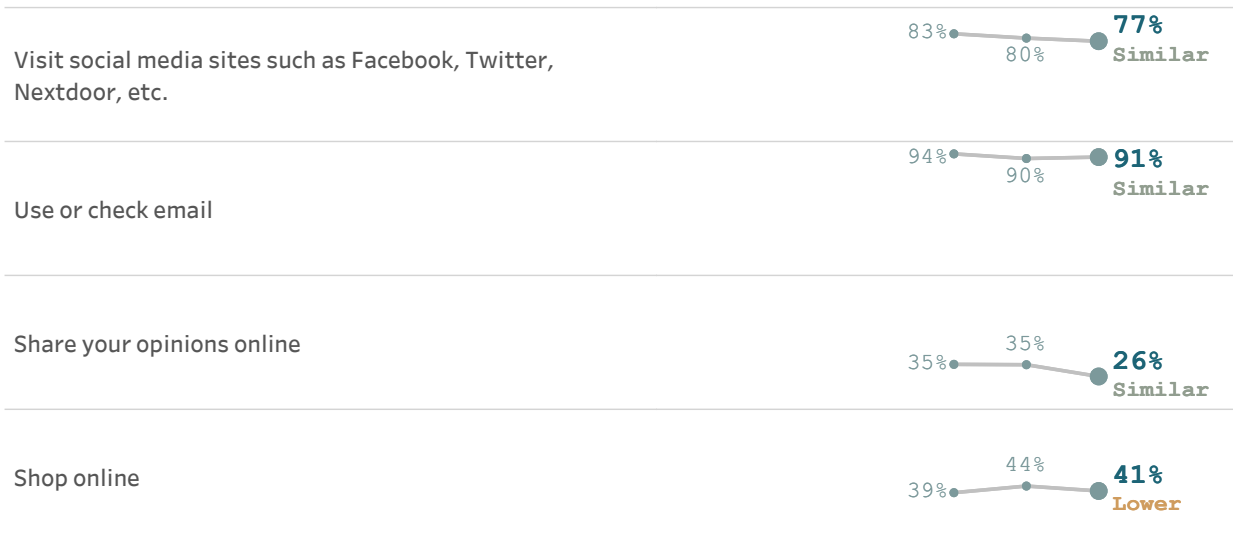 Visit social media sites such as Facebook, Twitter,
Nextdoor, etc.
83%
80%
77%
Similar
Use or check email
94%
90%
91%
Similar
Share your opinions online
35%
35%
26%
Similar
Shop online
39%
44%
41%
Lower